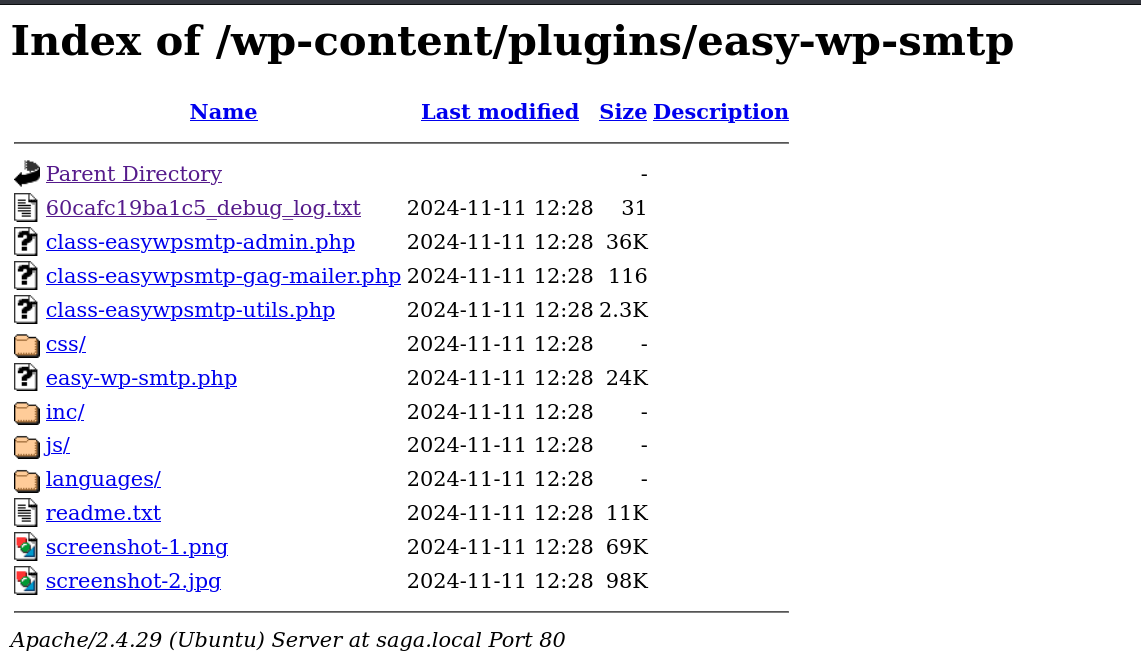 Index of /wp-content/plugins/easy-wp-smtp
Name Last modified Size Description
Parent Directory -
60cafc19ba1c5_debug_log.txt 2024-11-11 12:28 31
class-easywpsmtp-admin.php 2024-11-11 12:28 36K
class-easywpsmtp-gag-mailer.php 2024-11-11 12:28 116
class-easywpsmtp-utils.php 2024-11-11 12:28 2.3K
css/ 2024-11-11 12:28 -
easy-wp-smtp.php 2024-11-11 12:28 24K
inc/ 2024-11-11 12:28 -
js/ 2024-11-11 12:28 -
languages/ 2024-11-11 12:28 -
readme.txt 2024-11-11 12:28 11K
screenshot-1.png 2024-11-11 12:28 69K
screenshot-2.jpg 2024-11-11 12:28 98K
Apache/2.4.29 (Ubuntu) Server at saga.local Port 80